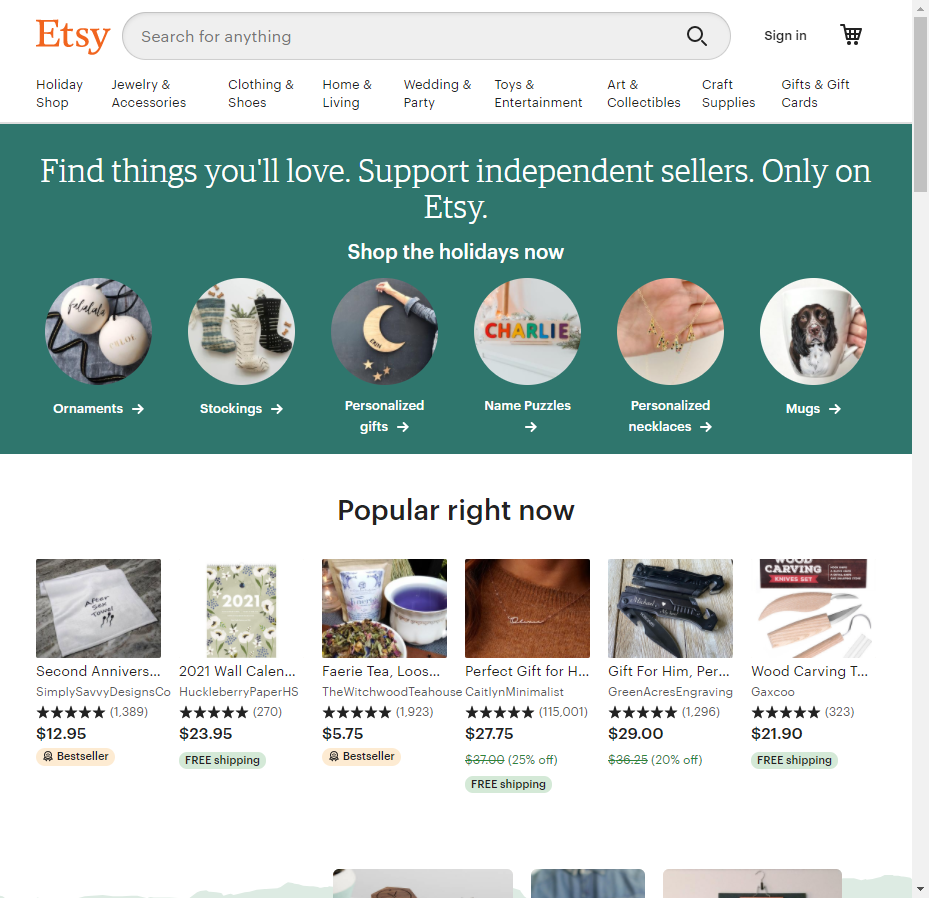 Etsy
Search for anything
Sign in
Holiday Shop
Jewelry & Accessories
Clothing & Shoes
Home & Living
Wedding & Party
Toys & Entertainment
Art & Collectibles
Craft Supplies
Gifts & Gift Cards
Find things you'll love. Support independent sellers. Only on
Etsy.
Shop the holidays now
falalala
CHLOE
CHARLIE
Ornaments →
Stockings →
Personalized
gifts →
Name Puzzles
→
Personalized
necklaces →
Mugs →
Popular right now
After
Sex
Towel
2021
WOOD
CARVING
KNIVES SET
Second Annivers...
SimplySavvyDesignsCo
★★★★★ (1,389)
$12.95
Bestseller
2021 Wall Calen...
HuckleberryPaperHS
★★★★★ (270)
$23.95
FREE shipping
Faerie Tea, Loos...
TheWitchwoodTeahouse
★★★★★ (1,923)
$5.75
Bestseller
Perfect Gift for H...
CaitlynMinimalist
★★★★★ (115,001)
$27.75
$37.00 (25% off)
FREE shipping
Gift For Him, Per...
GreenAcresEngraving
★★★★★ (1,296)
$29.00
$36.25 (20% off)
Wood Carving T...
Gaxcoo
★★★★★ (323)
$21.90
FREE shipping